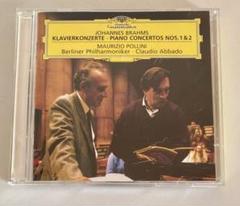 JOHANNES BRAHMS
KLAVIERKONZERTE · PIANO CONCERTOS NOS. 1 & 2
MAURIZIO POLLINI
Berliner Philharmoniker · Claudio Abbado